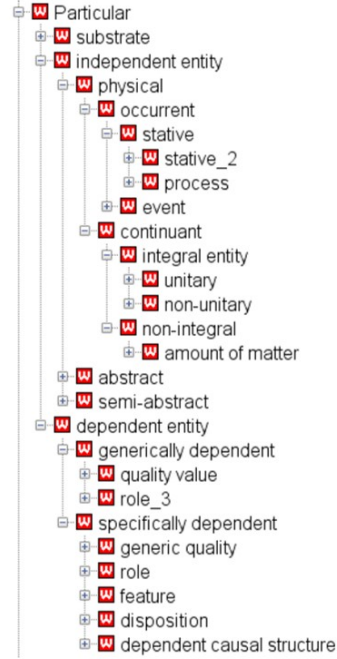 Particular
substrate
independent entity
physical
occurrent
stative
stative_2
process
event
continuant
integral entity
unitary
non-unitary
non-integral
amount of matter
abstract
semi-abstract
dependent entity
generically dependent
quality value
role_3
specifically dependent
generic quality
role
feature
disposition
dependent causal structure